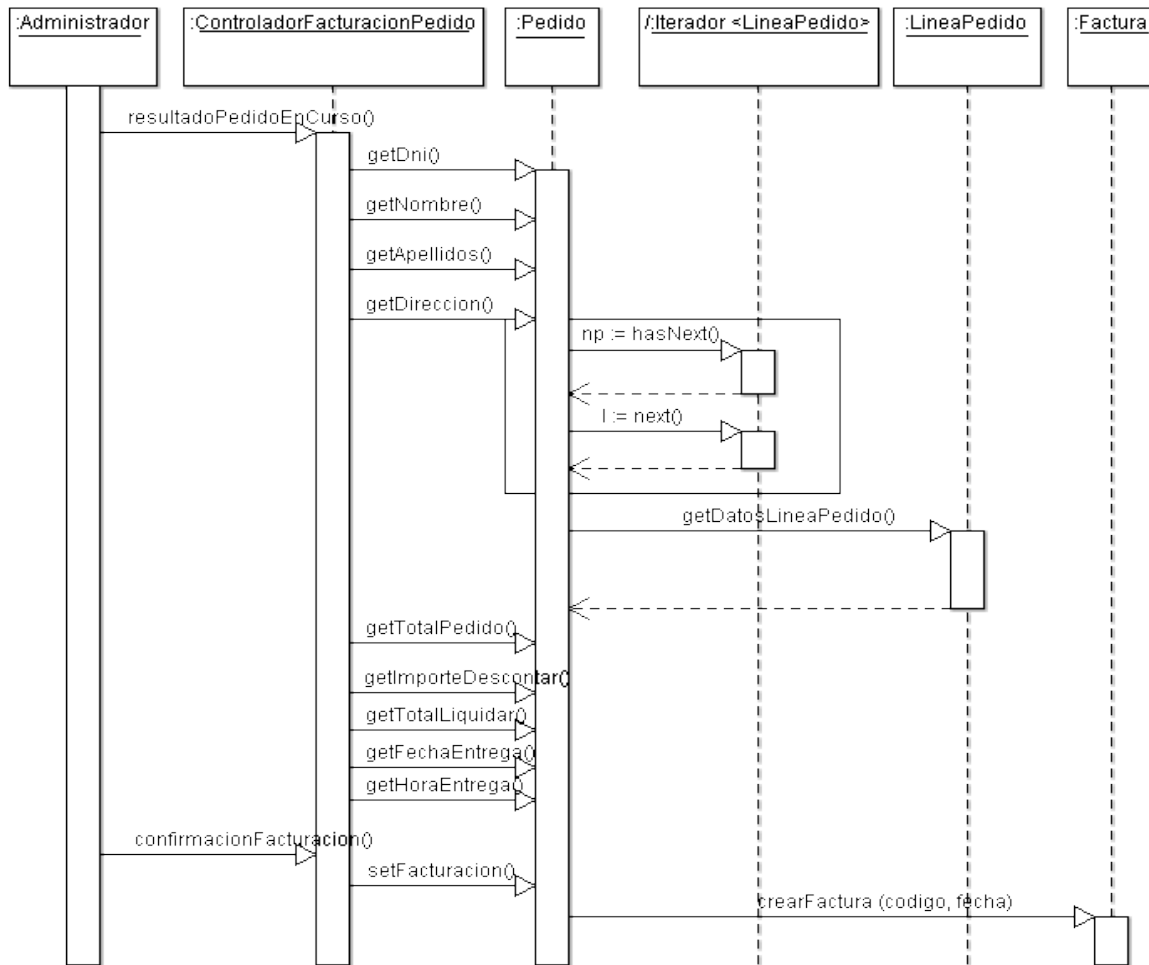 :Administrador
:ControladorFacturacionPedido
:Pedido
/:Iterador <LineaPedido>
:LineaPedido
:Factura
resultadoPedidoEnCurso()
getDni()
getNombre()
getApellidos()
getDireccion()
np := hasNext()
l := next()
getDatosLineaPedido()
getTotalPedido()
getImporteDescontar()
getTotalLiquidar()
getFechaEntrega()
getHoraEntrega()
confirmacionFacturacion()
setFacturacion()
crearFactura (codigo, fecha)